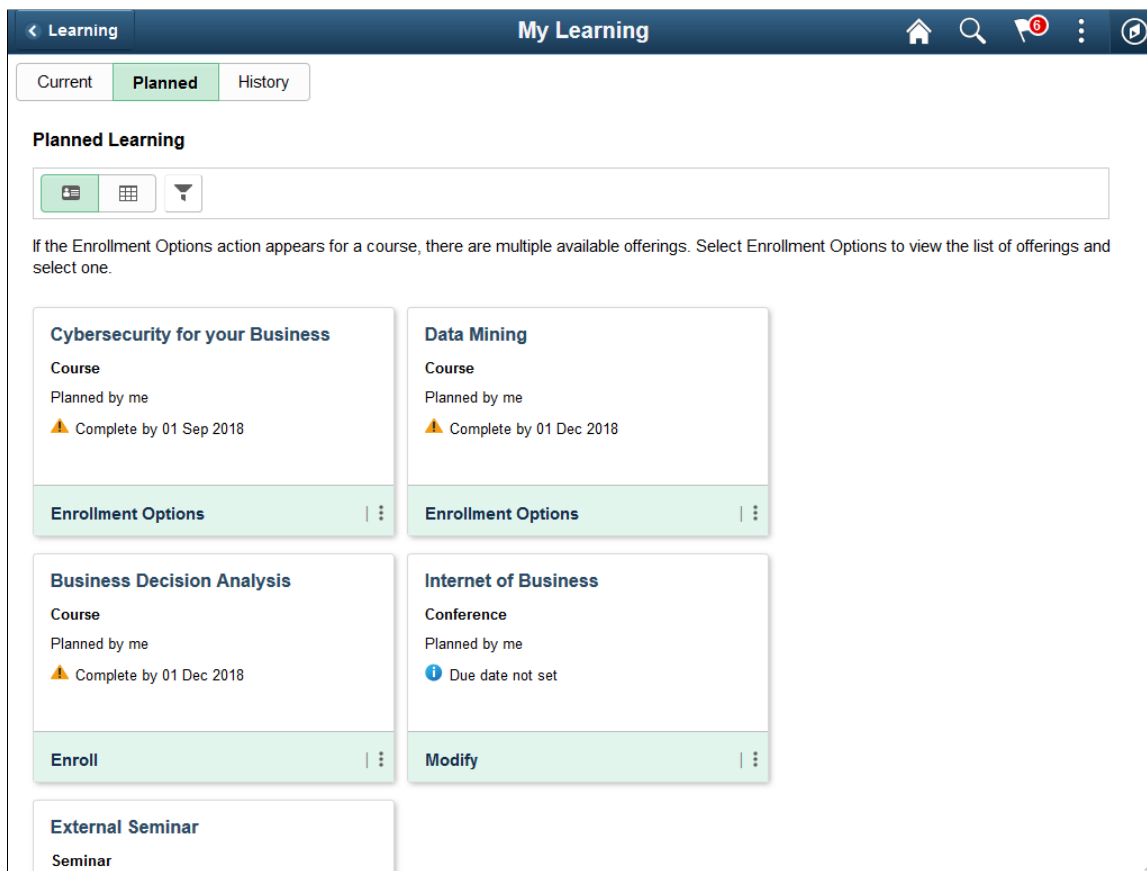 Learning
My Learning
6
Current
Planned
History
Planned Learning
If the Enrollment Options action appears for a course, there are multiple available offerings. Select Enrollment Options to view the list of offerings and
select one.
Cybersecurity for your Business
Course
Planned by me
Complete by 01 Sep 2018
Enrollment Options
Data Mining
Course
Planned by me
Complete by 01 Dec 2018
Enrollment Options
Business Decision Analysis
Course
Planned by me
Complete by 01 Dec 2018
Enroll
Internet of Business
Conference
Planned by me
Due date not set
Modify
External Seminar
Seminar